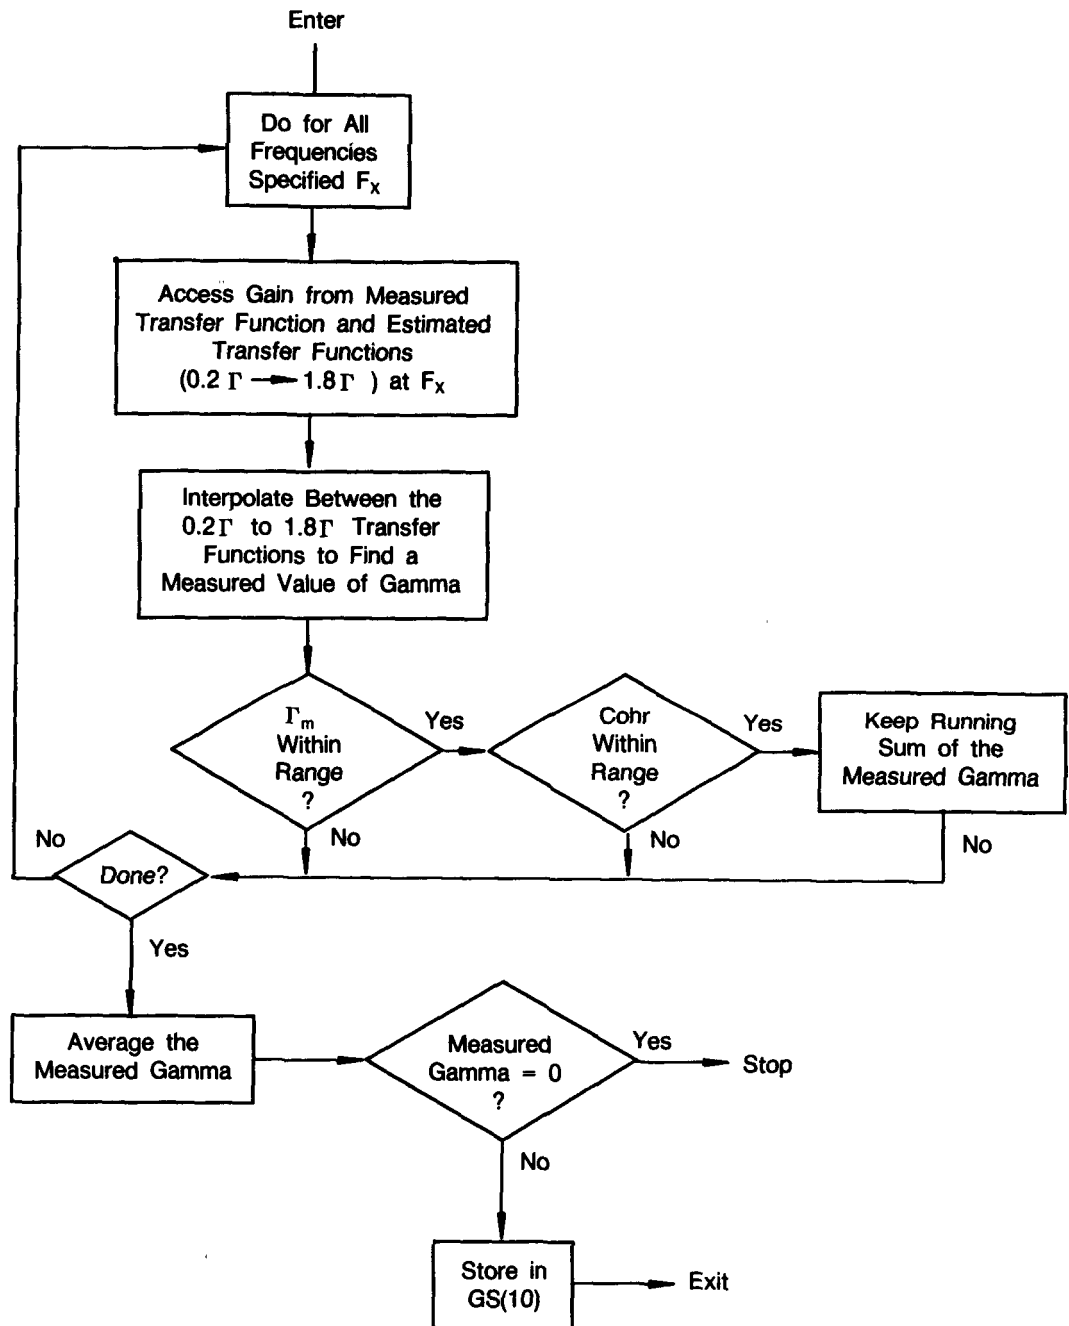 Enter
Do for All
Frequencies
Specified Fx
Access Gain from Measured
Transfer Function and Estimated
Transfer Functions
(0.2 Γ → 1.8 Γ ) at Fx
Interpolate Between the
0.2Γ to 1.8Γ Transfer
Functions to Find a
Measured Value of Gamma
Γm
Within
Range
?
Yes
Cohr
Within
Range
?
Yes
Keep Running
Sum of the
Measured Gamma
No
No
No
No
Done?
Yes
Average the
Measured Gamma
Measured
Gamma = 0
?
Yes
Stop
No
Store in
GS(10)
Exit